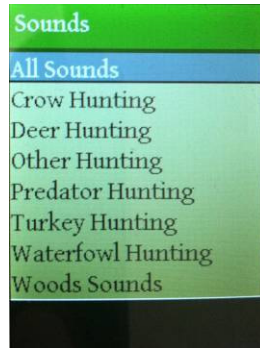 Sounds
All Sounds
Crow Hunting
Deer Hunting
Other Hunting
Predator Hunting
Turkey Hunting
Waterfowl Hunting
Woods Sounds